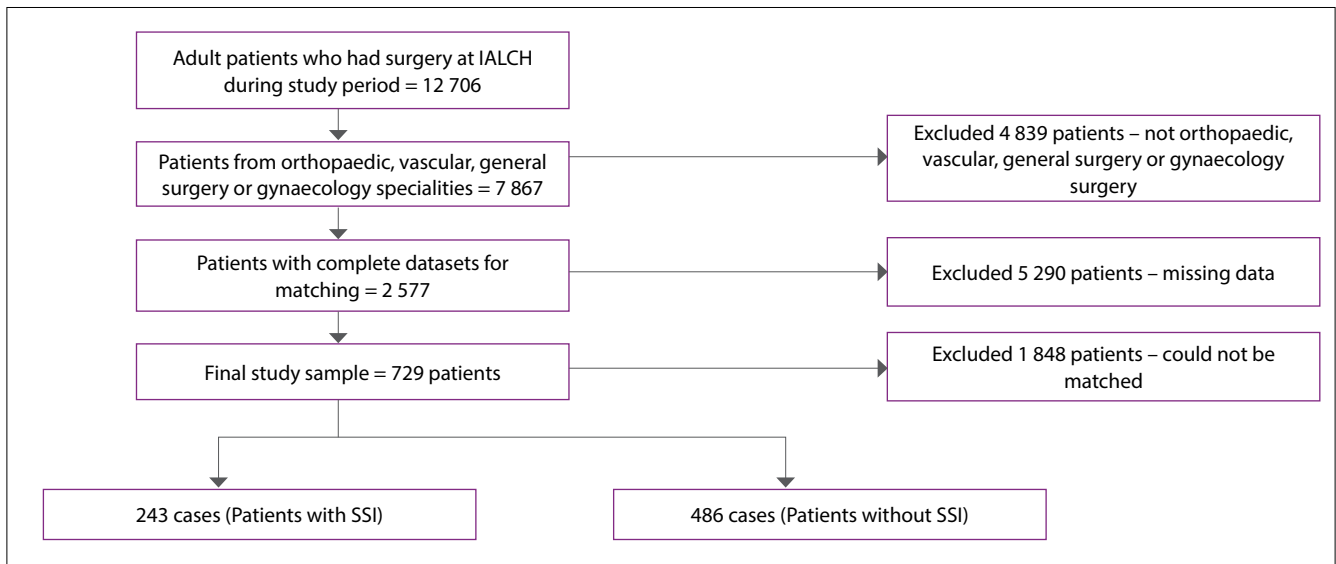 Adult patients who had surgery at IALCH
during study period = 12 706
Patients from orthopaedic, vascular, general
surgery or gynaecology specialities = 7 867
Excluded 4 839 patients – not orthopaedic,
vascular, general surgery or gynaecology
surgery
Patients with complete datasets for
matching = 2 577
Excluded 5 290 patients – missing data
Final study sample = 729 patients
Excluded 1 848 patients – could not be
matched
243 cases (Patients with SSI)
486 cases (Patients without SSI)